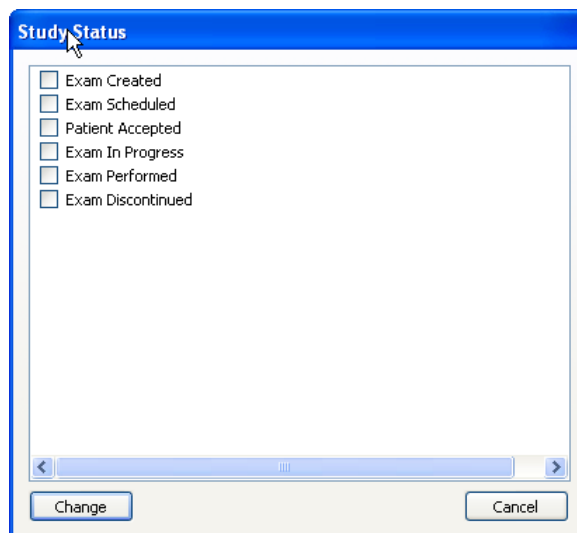 Study Status
Exam Created
Exam Scheduled
Patient Accepted
Exam In Progress
Exam Performed
Exam Discontinued
Change
Cancel